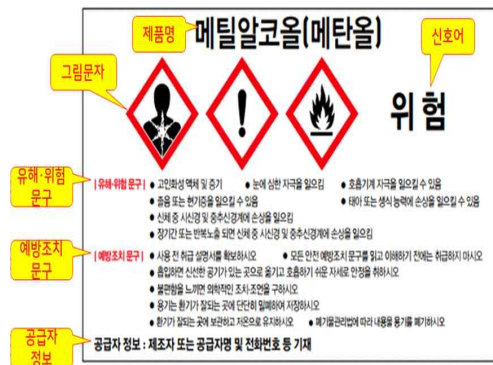 제품명
메틸알코올(메탄올)
신호어
그림문자
위험
유해·위험
문구
| 유해·위험 문구 | ● 고인화성 액체 및 증기 ● 눈에 심한 자극을 일으킴 ● 호흡기계 자극을 일으킬 수 있음
● 졸음 또는 현기증을 일으킬 수 있음 ● 태아 또는 생식 능력에 손상을 일으킬 수 있음
● 신체 중 시신경 및 중추신경계에 손상을 일으킴
● 장기간 또는 반복노출 되면 신체 중 시신경 및 중추신경계에 손상을 일으킴
예방조치
문구
| 예방조치 문구 | ● 사용 전 취급 설명서를 확보하시오 ● 모든 안전 예방조치 문구를 읽고 이해하기 전에는 취급하지 마시오
● 흡입하면 신선한 공기가 있는 곳으로 옮기고 호흡하기 쉬운 자세로 안정을 취하시오
● 불편함을 느끼면 의학적인 조치·조언을 구하시오
● 용기는 환기가 잘되는 곳에 단단히 밀폐하여 저장하시오
● 환기가 잘되는 곳에 보관하고 저온으로 유지하시오 ● 폐기물관리법에 따라 내용물 용기를 폐기하시오
공급자
정보
공급자 정보 : 제조자 또는 공급자명 및 전화번호 등 기재